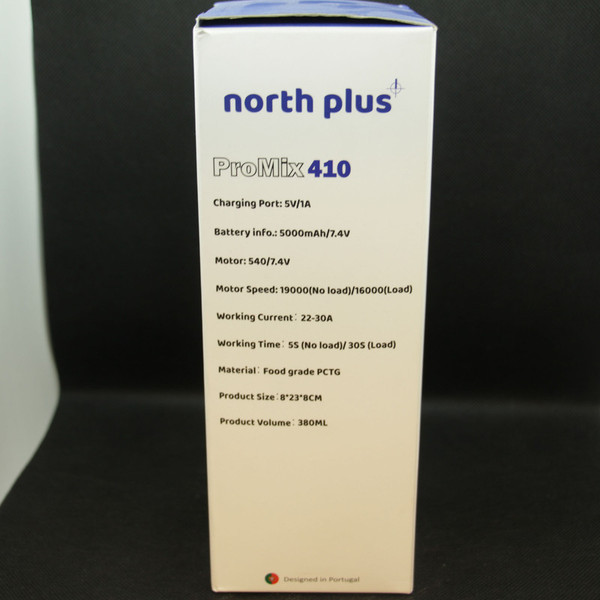 north plus
ProMix 410
Charging Port: 5V/1A
Battery info.: 5000mAh/7.4V
Motor: 540/7.4V
Motor Speed: 19000(No load)/16000(Load)
Working Current: 22-30A
Working Time: 5S (No load)/ 30S (Load)
Material: Food grade PCTG
Product Size:8*23*8CM
Product Volume: 380ML
Designed in Portugal